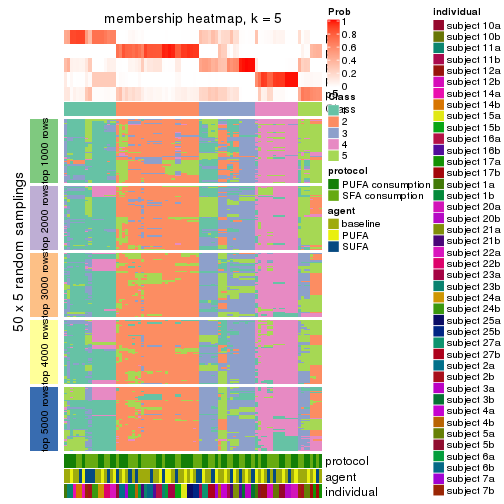 membership heatmap, k = 5
Prob
1
0.8
0.6
0.4
0.2
0
Class
2
3
4
5
protocol
PUFA consumption
SFA consumption
agent
baseline
PUFA
SUFA
50 x 5 random samplings
top 1000 rows
top 2000 rows
top 3000 rows
top 4000 rows
top 5000 rows
protocol
agent
individual
individual
subject 10a
subject 10b
subject 11a
subject 11b
subject 12a
subject 12b
subject 14a
subject 14b
subject 15a
subject 15b
subject 16a
subject 16b
subject 17a
subject 17b
subject 1a
subject 1b
subject 20a
subject 20b
subject 21a
subject 21b
subject 22a
subject 22b
subject 23a
subject 23b
subject 24a
subject 24b
subject 25a
subject 25b
subject 27a
subject 27b
subject 2a
subject 2b
subject 3a
subject 3b
subject 4a
subject 4b
subject 5a
subject 5b
subject 6a
subject 6b
subject 7a
subject 7b